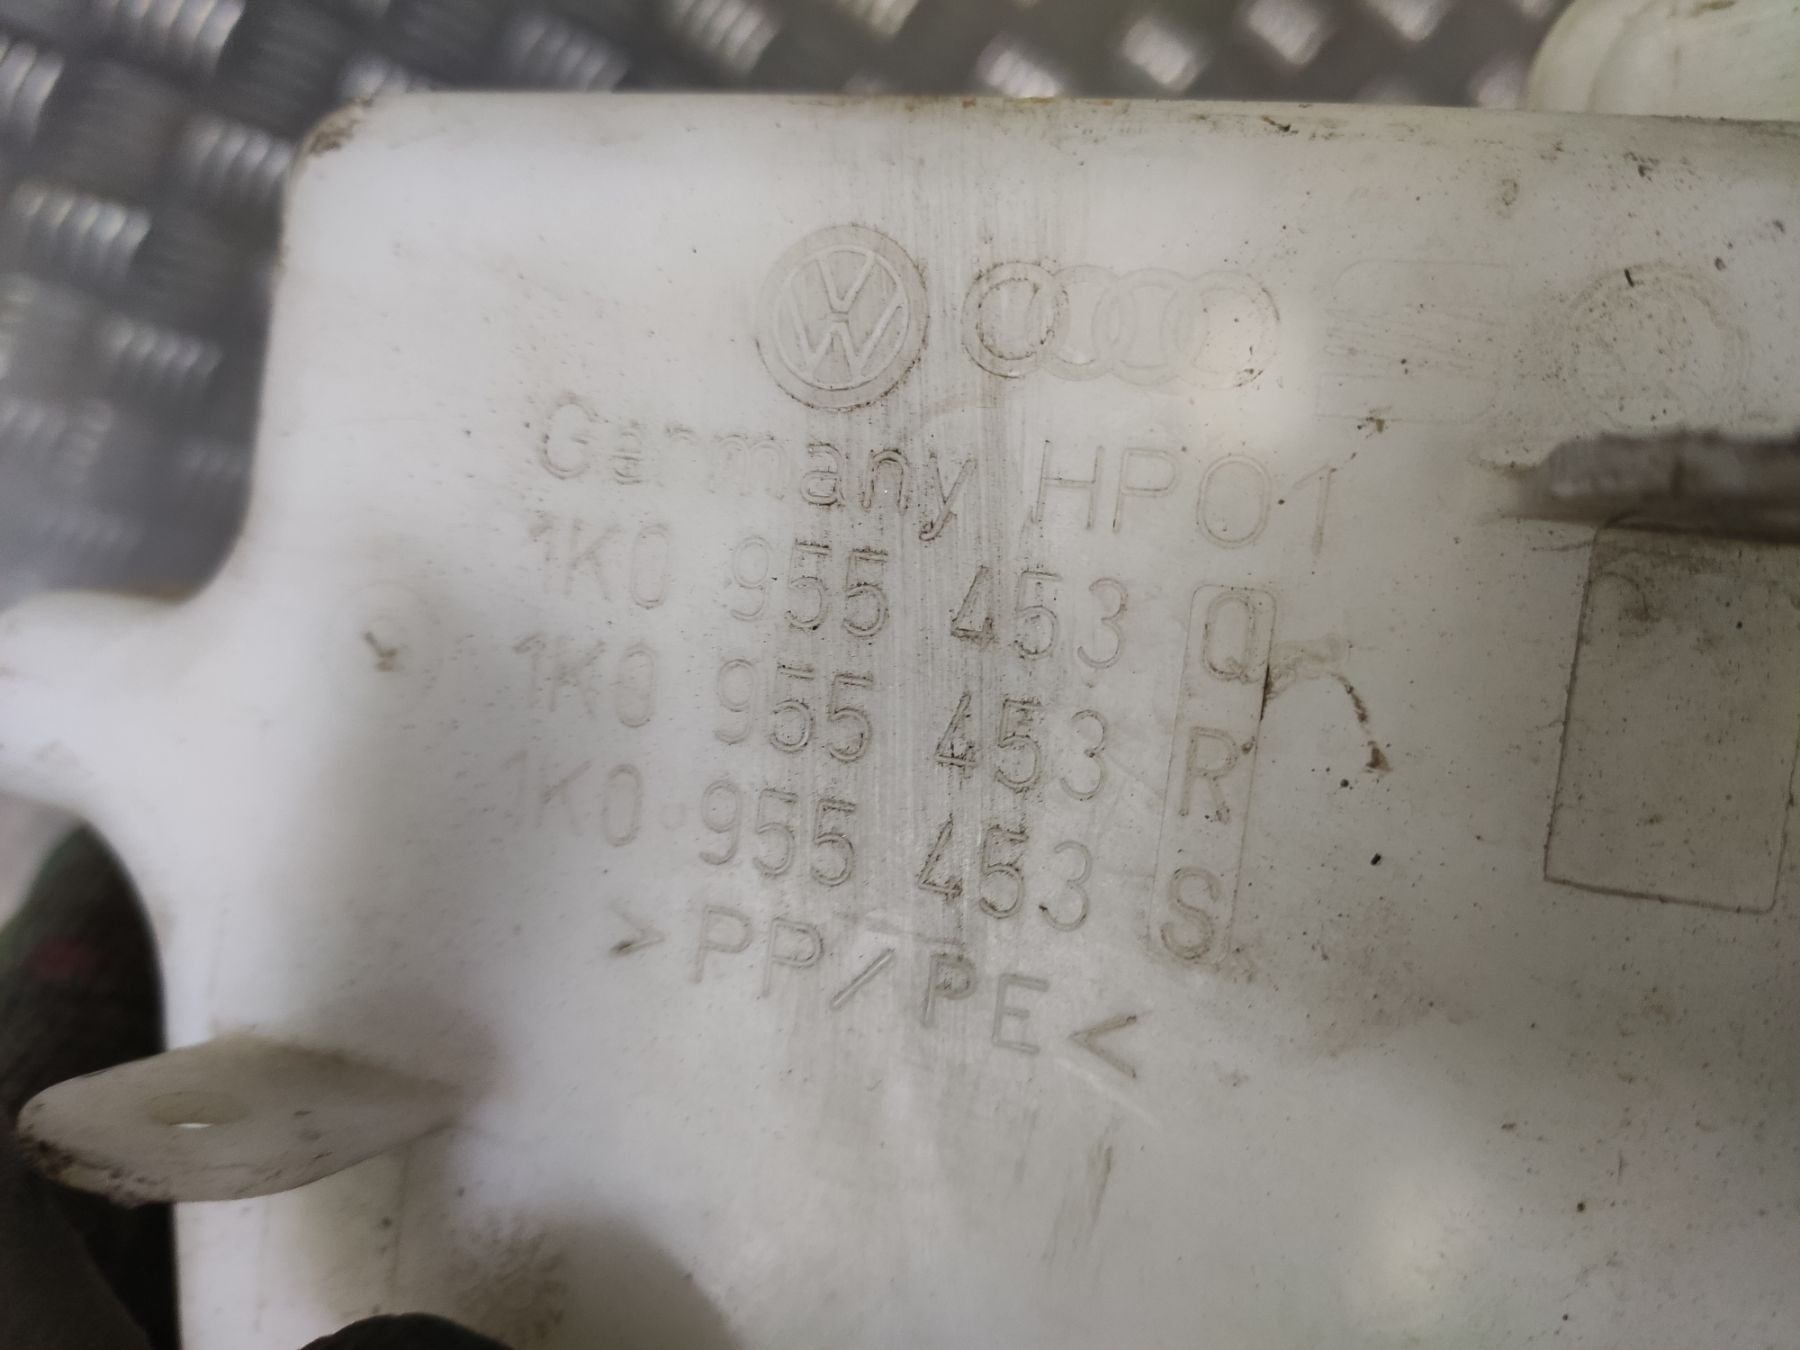 Germany HP01
1K0 955 453 Q
1K0 955 453 R
1K0 955 453 S
>PP/PE<